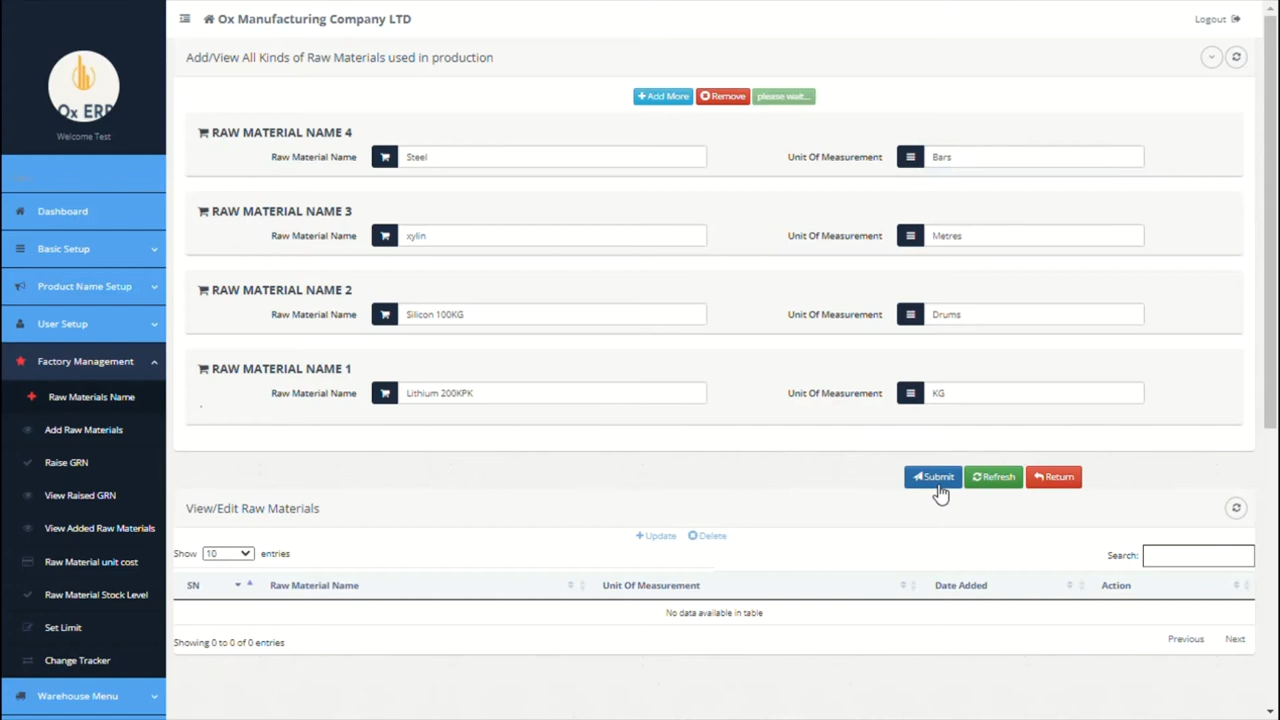 Ox Manufacturing Company LTD
Logout
Ox ERP
Welcome Test
Dashboard
Basic Setup
Product Name Setup
User Setup
Factory Management
Raw Materials Name
Add Raw Materials
Raise GRN
View Raised GRN
View Added Raw Materials
Raw Material unit cost
Raw Material Stock Level
Set Limit
Change Tracker
Warehouse Menu
Add/View All Kinds of Raw Materials used in production
Add More Remove please wait...
RAW MATERIAL NAME 4
Raw Material Name Steel Unit Of Measurement Bars
RAW MATERIAL NAME 3
Raw Material Name xylin Unit Of Measurement Metres
RAW MATERIAL NAME 2
Raw Material Name Silicon 100KG Unit Of Measurement Drums
RAW MATERIAL NAME 1
Raw Material Name Lithium 200KPK Unit Of Measurement KG
Submit Refresh Return
View/Edit Raw Materials
Update Delete
Show 10 entries Search:
SN Raw Material Name Unit Of Measurement Date Added Action
No data available in table
Showing 0 to 0 of 0 entries Previous Next